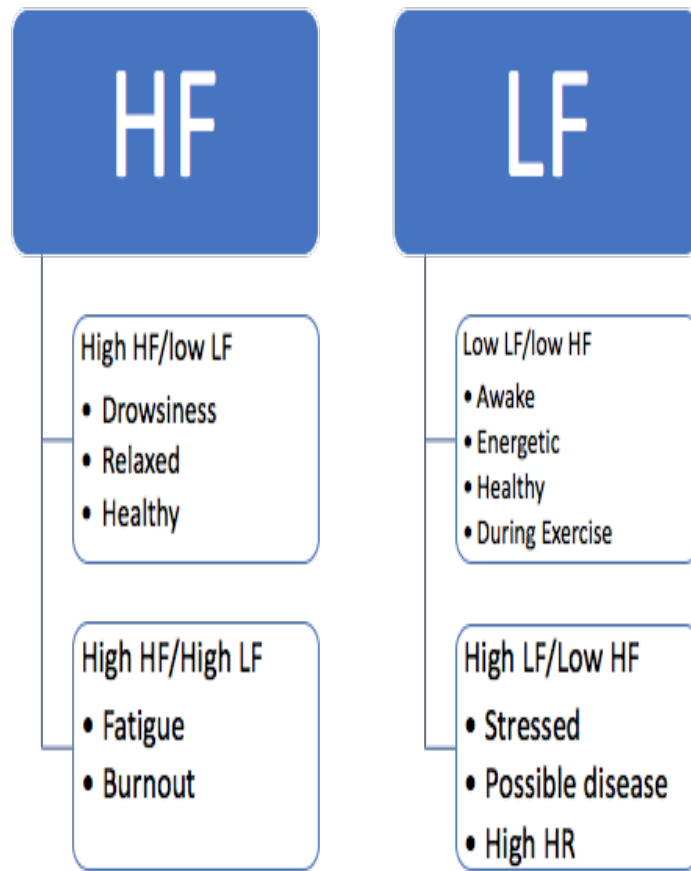 HF
High HF/low LF
• Drowsiness
• Relaxed
• Healthy
High HF/High LF
• Fatigue
• Burnout
LF
Low LF/low HF
• Awake
• Energetic
• Healthy
• During Exercise
High LF/Low HF
• Stressed
• Possible disease
• High HR